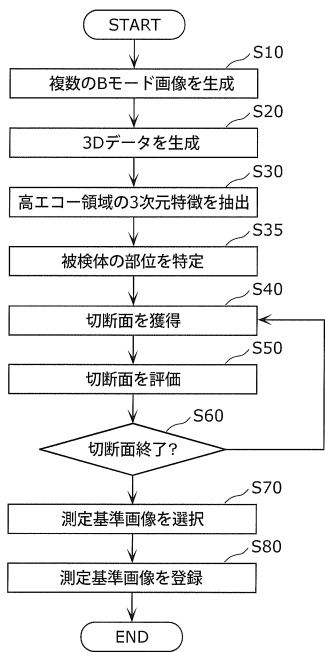 START
S10
複数のBモード画像を生成
S20
3Dデータを生成
S30
高エコー領域の3次元特徴を抽出
S35
被検体の部位を特定
S40
切断面を獲得
S50
切断面を評価
S60
切断面終了?
S70
測定基準画像を選択
S80
測定基準画像を登録
END